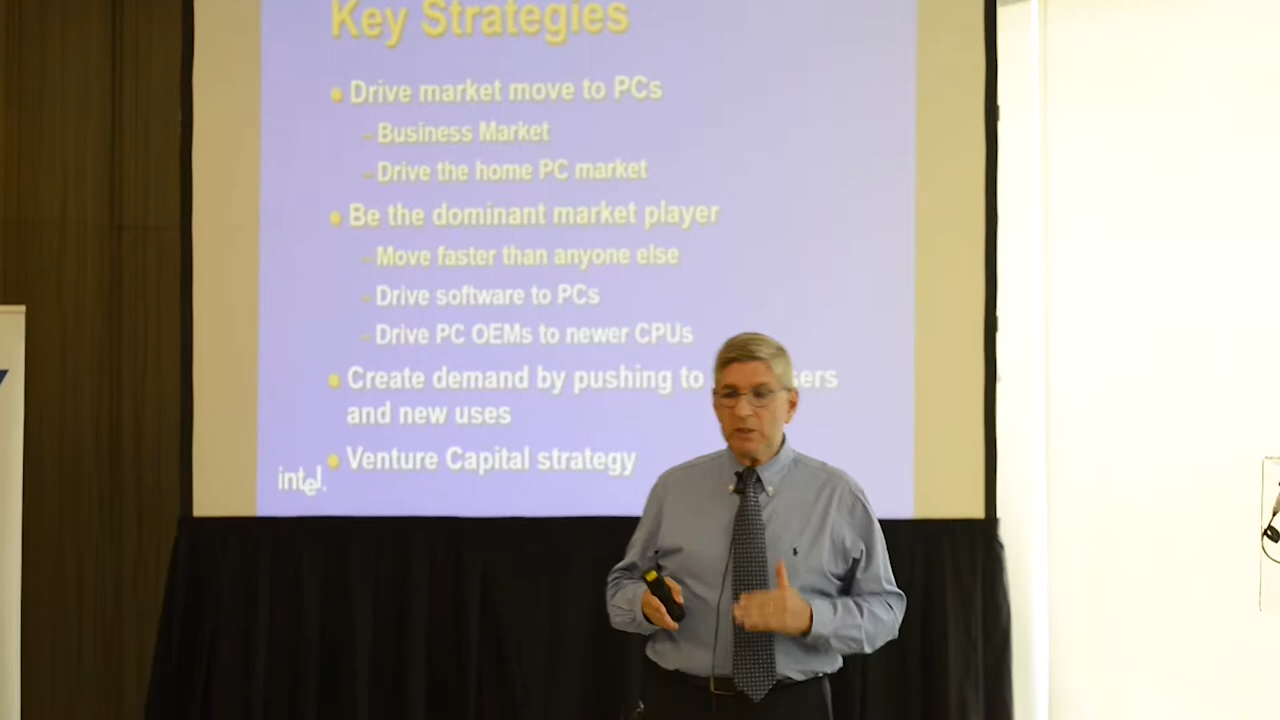 Key Strategies
• Drive market move to PCs
– Business Market
– Drive the home PC market
• Be the dominant market player
– Move faster than anyone else
– Drive software to PCs
– Drive PC OEMs to newer CPUs
• Create demand by pushing to
and new uses
• Venture Capital strategy
intel.